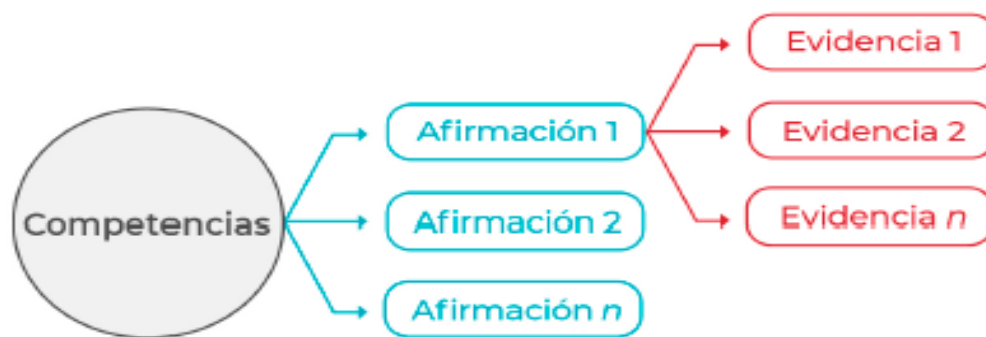 Competencias
Afirmación 1
Afirmación 2
Afirmación n
Evidencia 1
Evidencia 2
Evidencia n